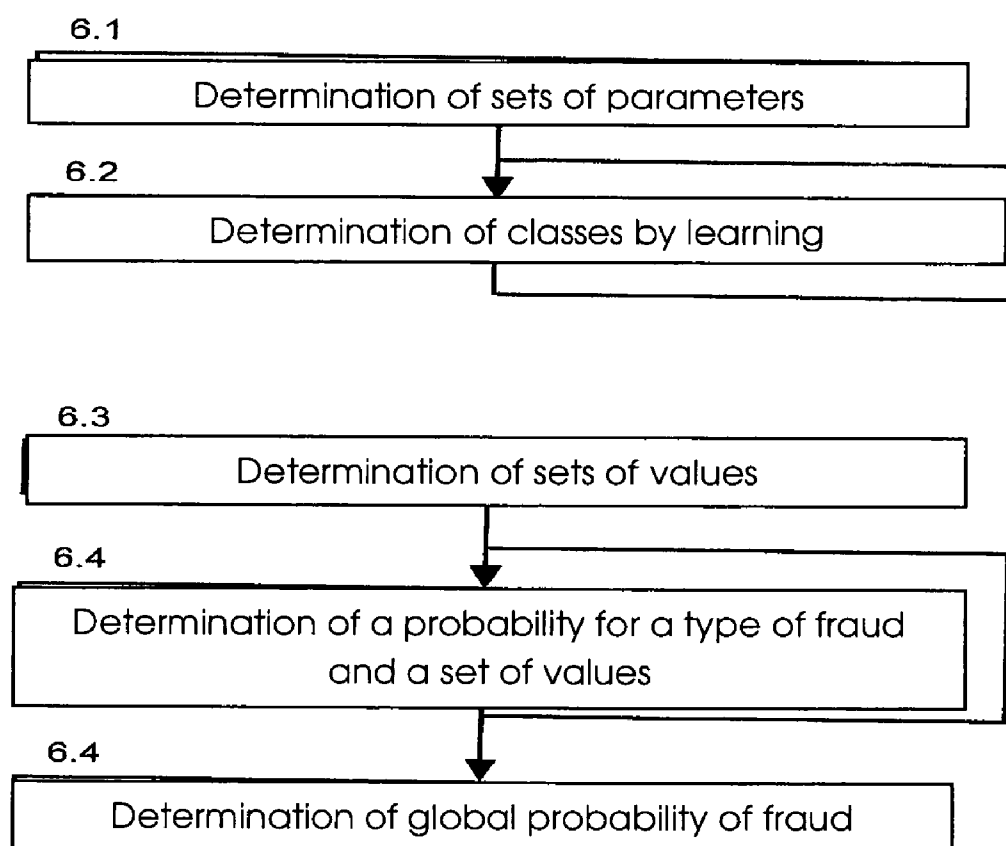 6.1
Determination of sets of parameters
6.2
Determination of classes by learning
6.3
Determination of sets of values
6.4
Determination of a probability for a type of fraud
and a set of values
6.4
Determination of global probability of fraud